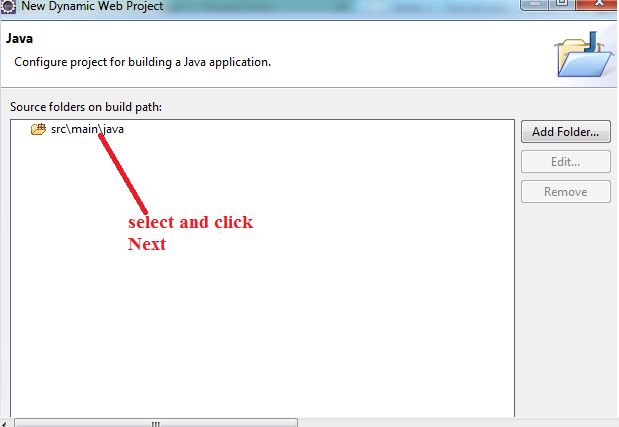 New Dynamic Web Project
Java
Configure project for building a Java application.
Source folders on build path:
src\main\java
Add Folder...
Edit...
Remove
select and click
Next